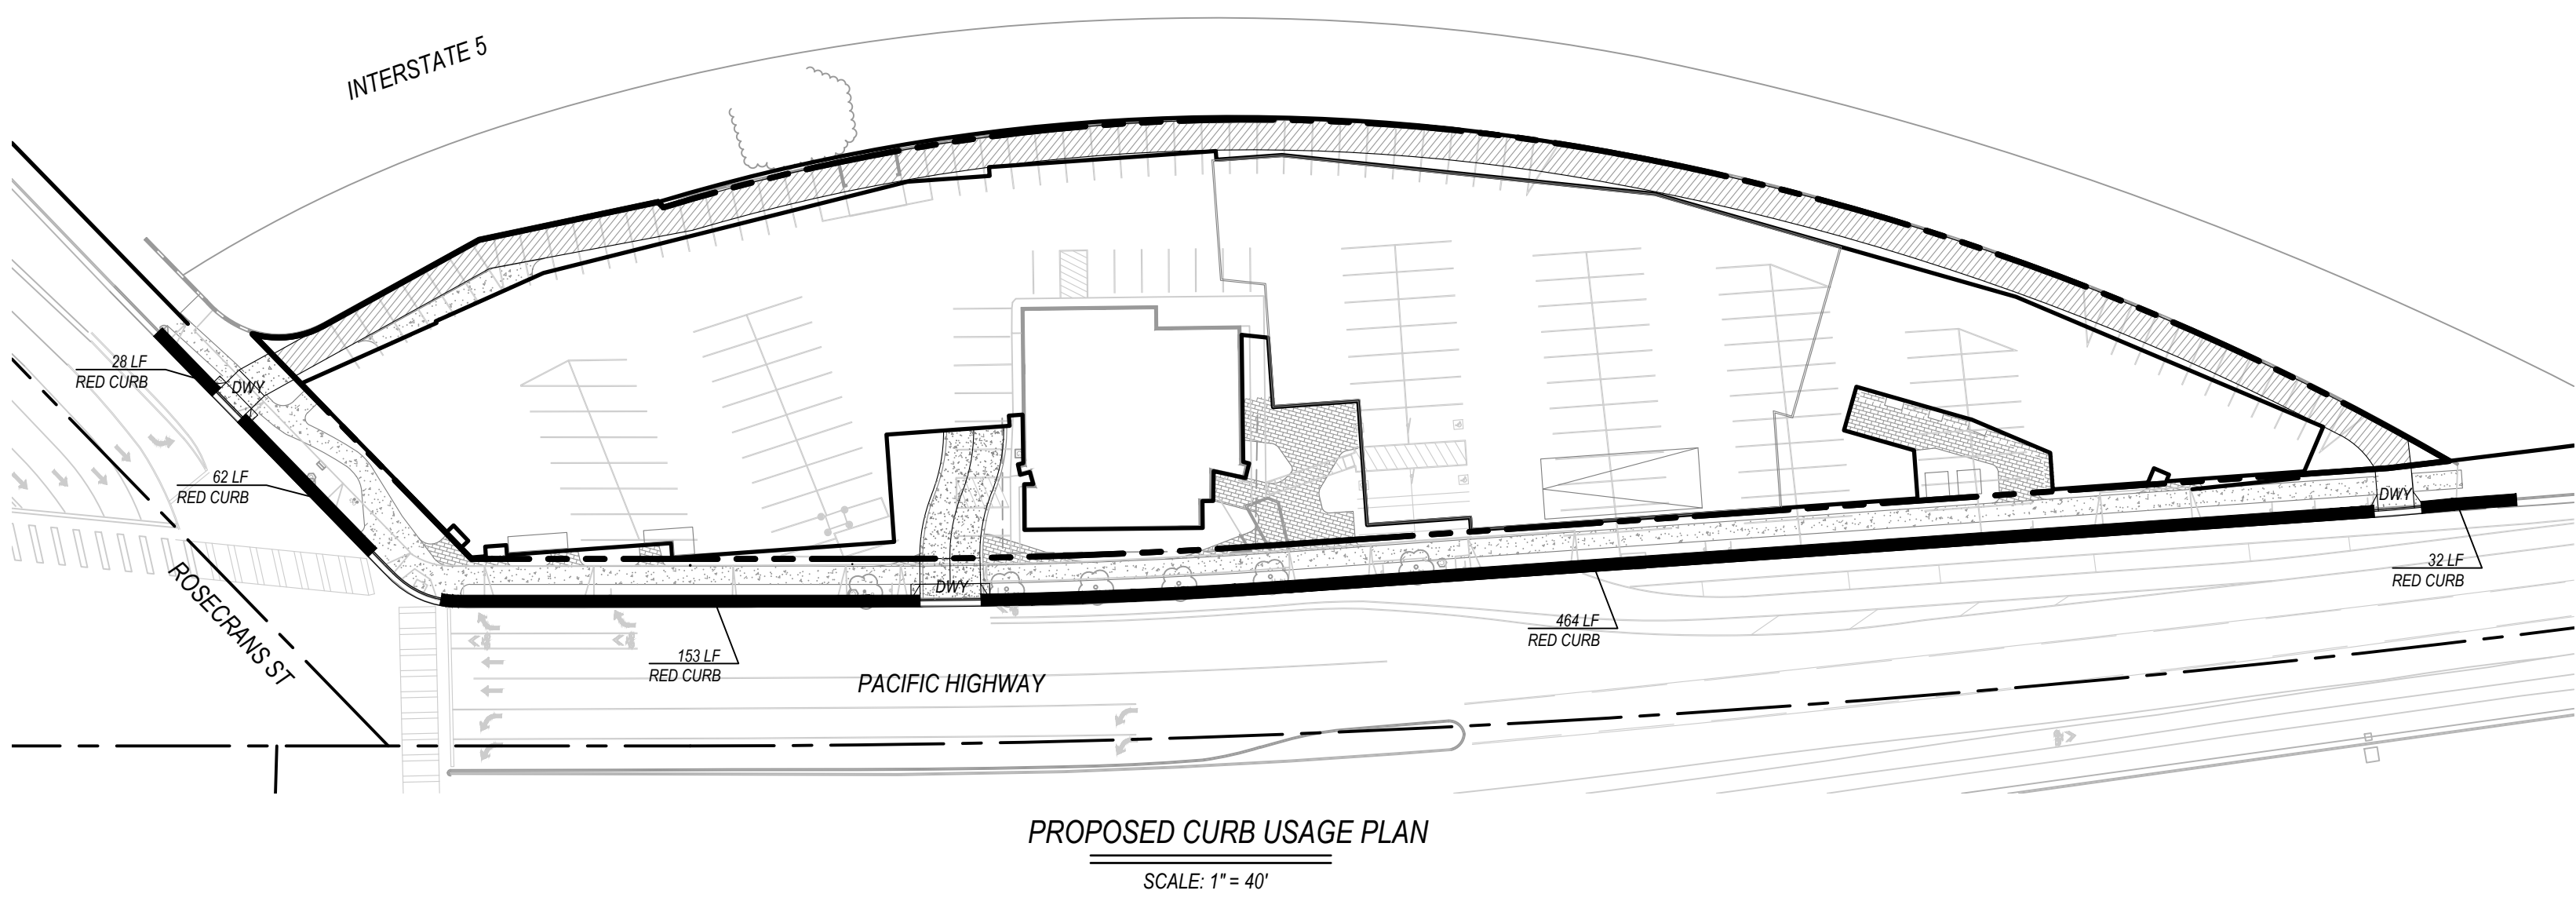 INTERSTATE 5
28 LF
RED CURB
DWY
62 LF
RED CURB
ROSECRANS ST
DWY
153 LF
RED CURB
PACIFIC HIGHWAY
464 LF
RED CURB
DWY
32 LF
RED CURB
PROPOSED CURB USAGE PLAN
SCALE: 1" = 40'